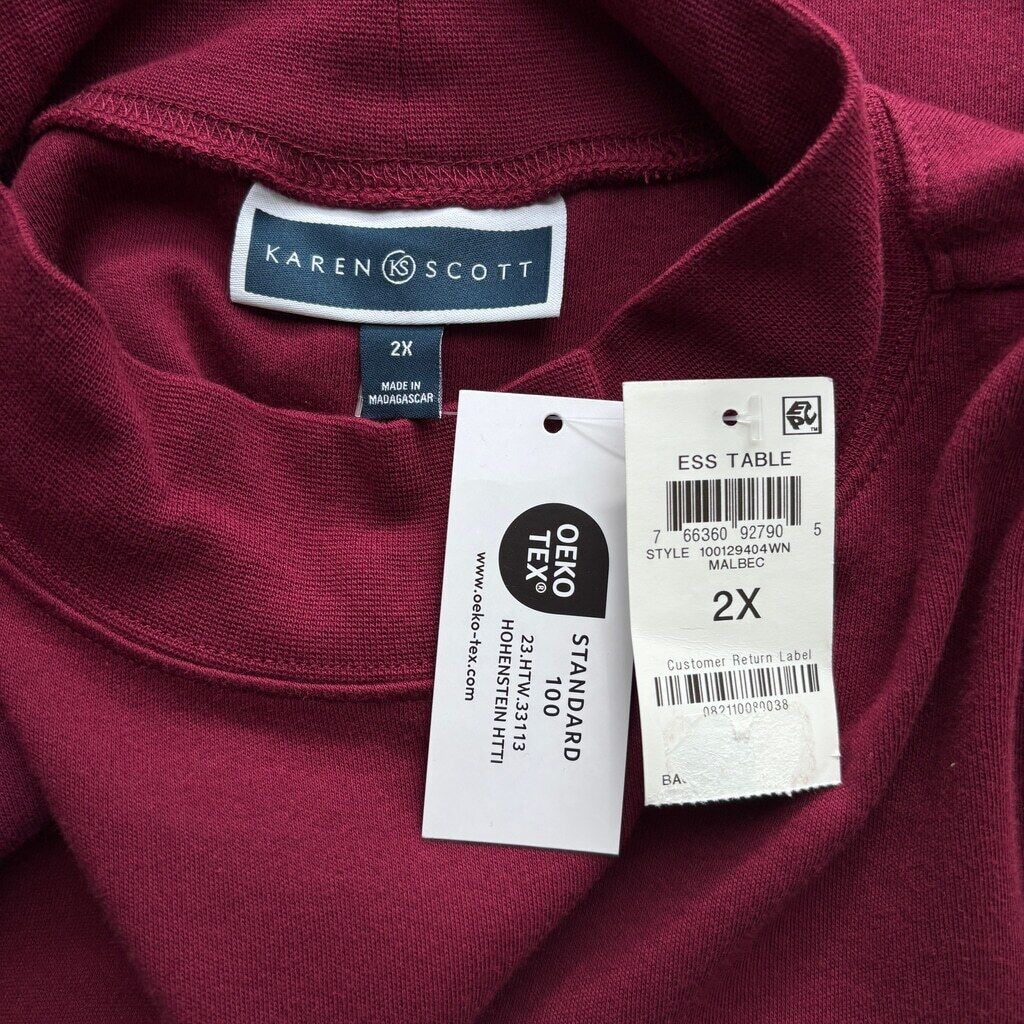 KAREN KS SCOTT
2X
MADE IN
MADAGASCAR
OEKO
TEX®
STANDARD
100
23.HTW.33113
HOHENSTEIN HTTI
www.oeko-tex.com
ESS TABLE
7 66360 92790 5
STYLE 100129404WN
MALBEC
2X
Customer Return Label
082110080038